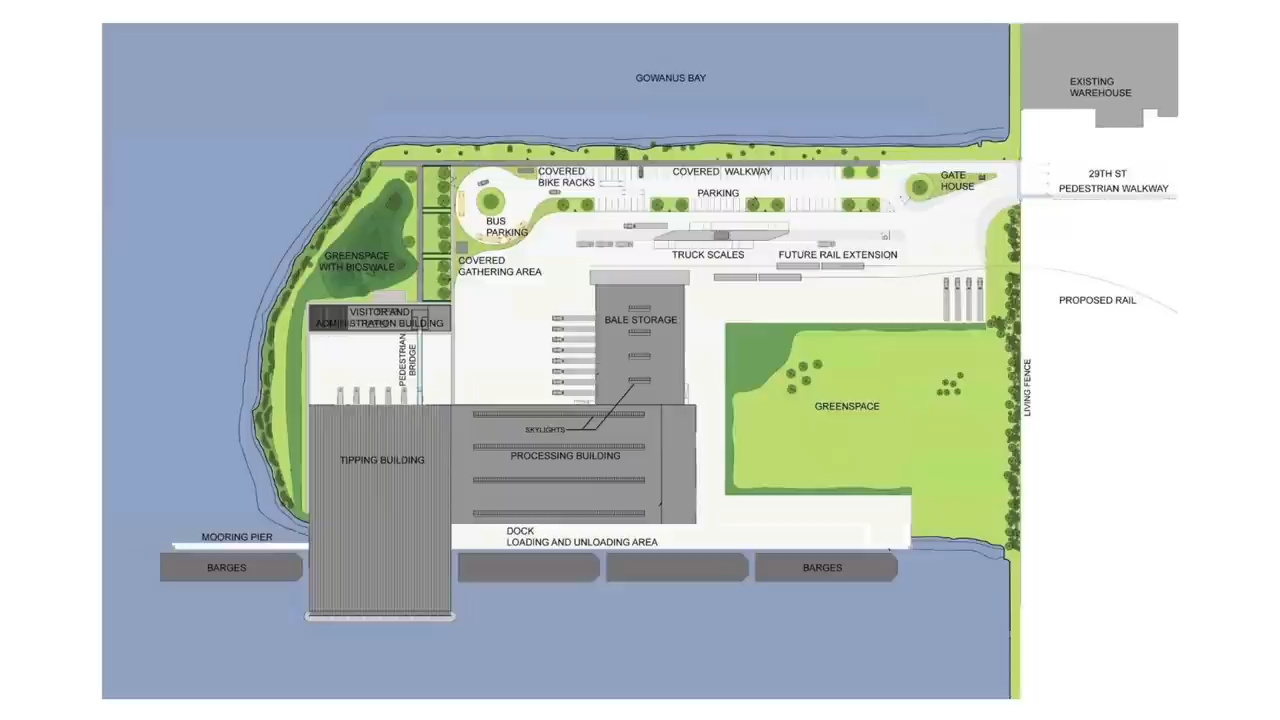 GOWANUS BAY
EXISTING
WAREHOUSE
COVERED
BIKE RACKS
COVERED WALKWAY
PARKING
GATE
HOUSE
29TH ST
PEDESTRIAN WALKWAY
BUS
PARKING
GREENSPACE
WITH BIOSWALE
COVERED
GATHERING AREA
TRUCK SCALES
FUTURE RAIL EXTENSION
PROPOSED RAIL
VISITOR AND
ADMINISTRATION BUILDING
BALE STORAGE
PEDESTRIAN
BRIDGE
LIVING FENCE
GREENSPACE
SKYLIGHTS
TIPPING BUILDING
PROCESSING BUILDING
MOORING PIER
DOCK
LOADING AND UNLOADING AREA
BARGES
BARGES